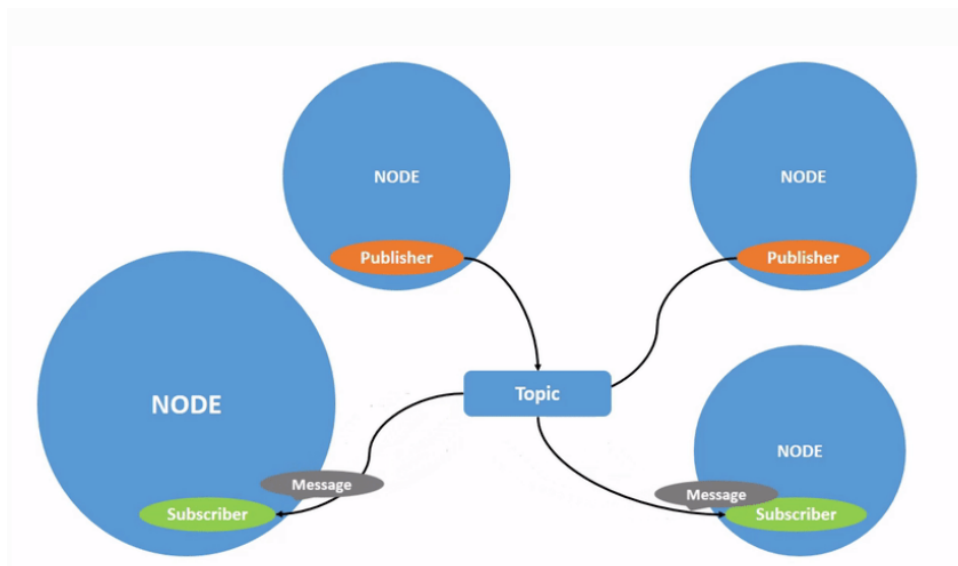 NODE
NODE
Publisher
Publisher
Topic
NODE
NODE
Message
Message
Subscriber
Subscriber